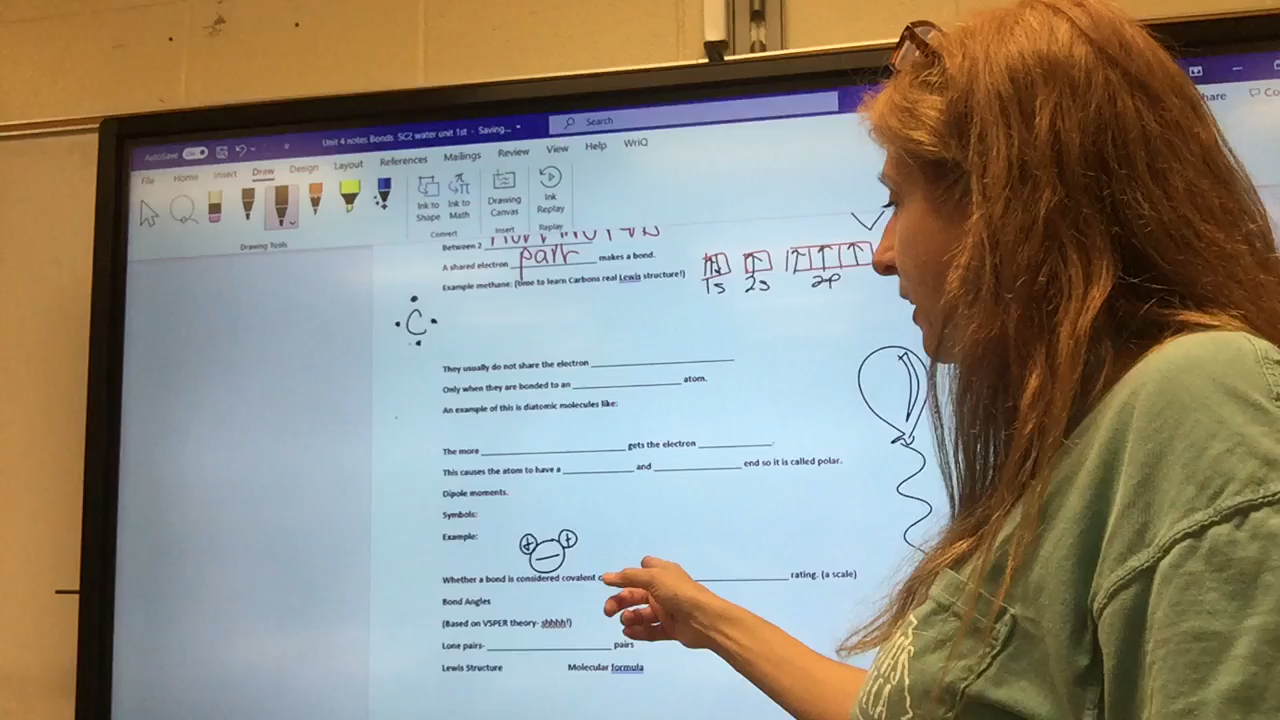 AutoSave On Unit 4 notes Bonds SC2 water unit 1st - Saving... Search
File Home Insert Draw Design Layout References Mailings Review View Help WriQ hare Co
Ink to Shape Ink to Math Drawing Canvas Ink Replay
Drawing Tools Convert Insert Replay
Between 2
A shared electron pair makes a bond.
Example methane: (time to learn Carbons real Lewis structure!)
1s 2s 2p
C
They usually do not share the electron
Only when they are bonded to an atom.
An example of this is diatomic molecules like:
The more gets the electron
This causes the atom to have a and end so it is called polar.
Dipole moments.
Symbols:
Example:
+ +
−
Whether a bond is considered covalent rating. (a scale)
Bond Angles
(Based on VSPER theory- shhhh!)
Lone pairs- pairs
Lewis Structure Molecular formula